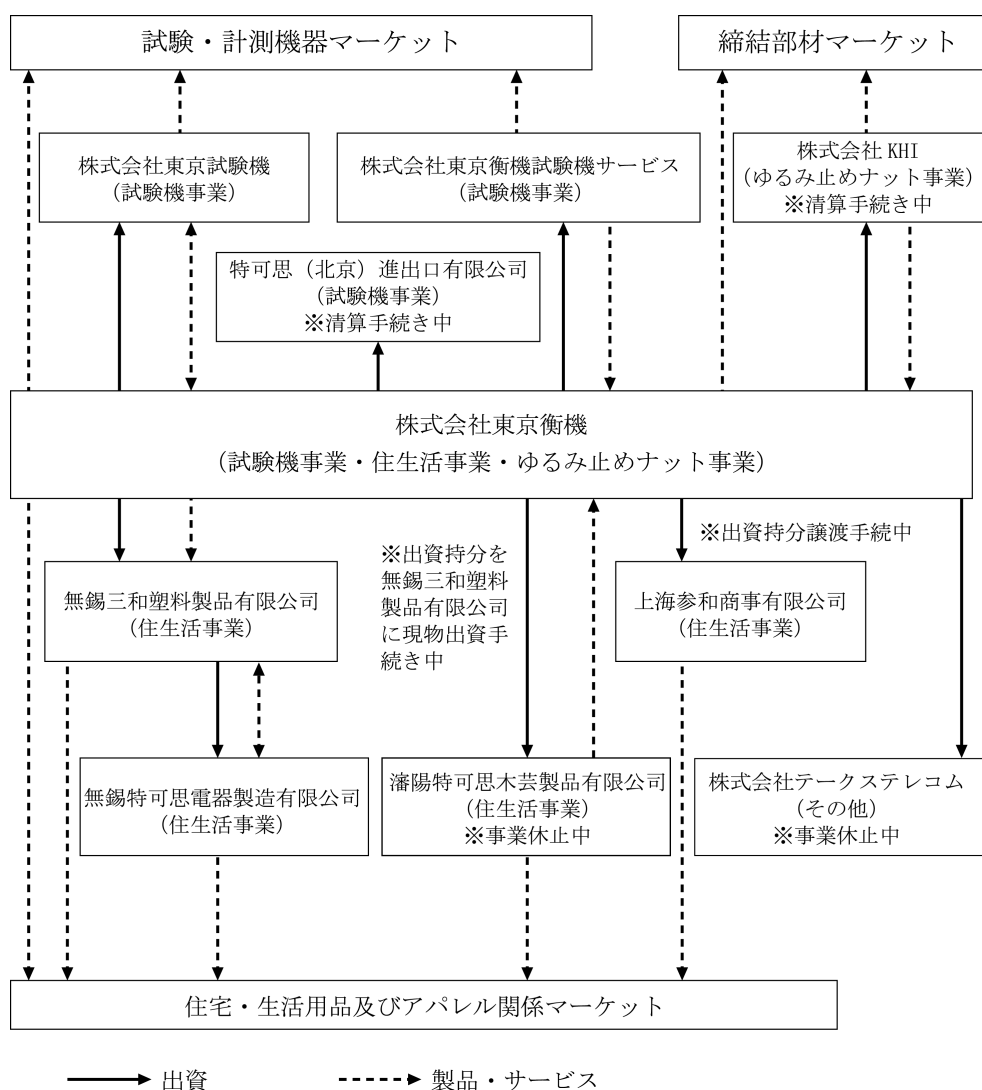 試験・計測機器マーケット
締結部材マーケット
株式会社東京試験機
(試験機事業)
株式会社東京衡機試験機サービス
(試験機事業)
株式会社 KHI
(ゆるみ止めナット事業)
※清算手続き中
特可思（北京）進出口有限公司
(試験機事業)
※清算手続き中
株式会社東京衡機
(試験機事業・住生活事業・ゆるみ止めナット事業)
※出資持分を
無錫三和塑料
製品有限公司
に現物出資手
続き中
※出資持分譲渡手続中
無錫三和塑料製品有限公司
(住生活事業)
上海参和商事有限公司
(住生活事業)
無錫特可思電器製造有限公司
(住生活事業)
瀋陽特可思木芸製品有限公司
(住生活事業)
※事業休止中
株式会社テークステレコム
(その他)
※事業休止中
住宅・生活用品及びアパレル関係マーケット
出資
製品・サービス